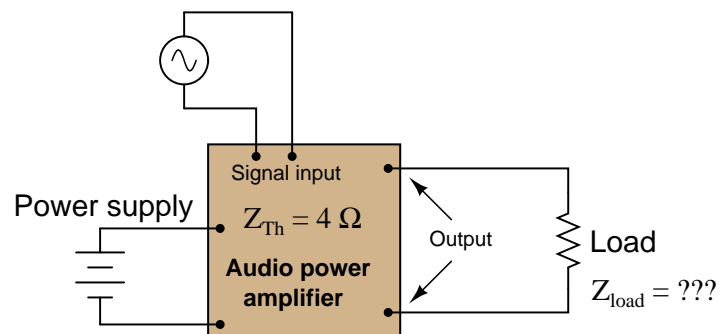 Signal input
Power supply
Z_Th = 4 Ω
Audio power
amplifier
Output
Load
Z_load = ???